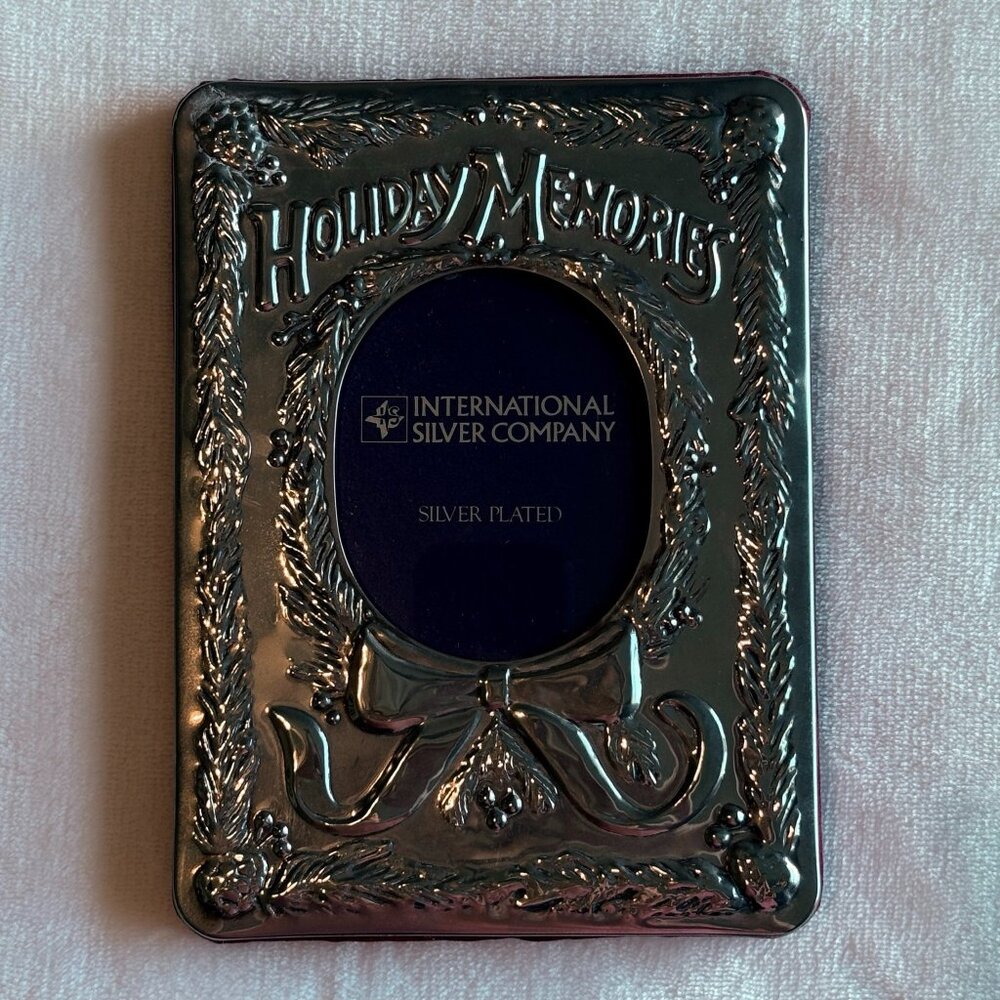 HOLIDAY MEMORIES
INTERNATIONAL
SILVER COMPANY
SILVER PLATED